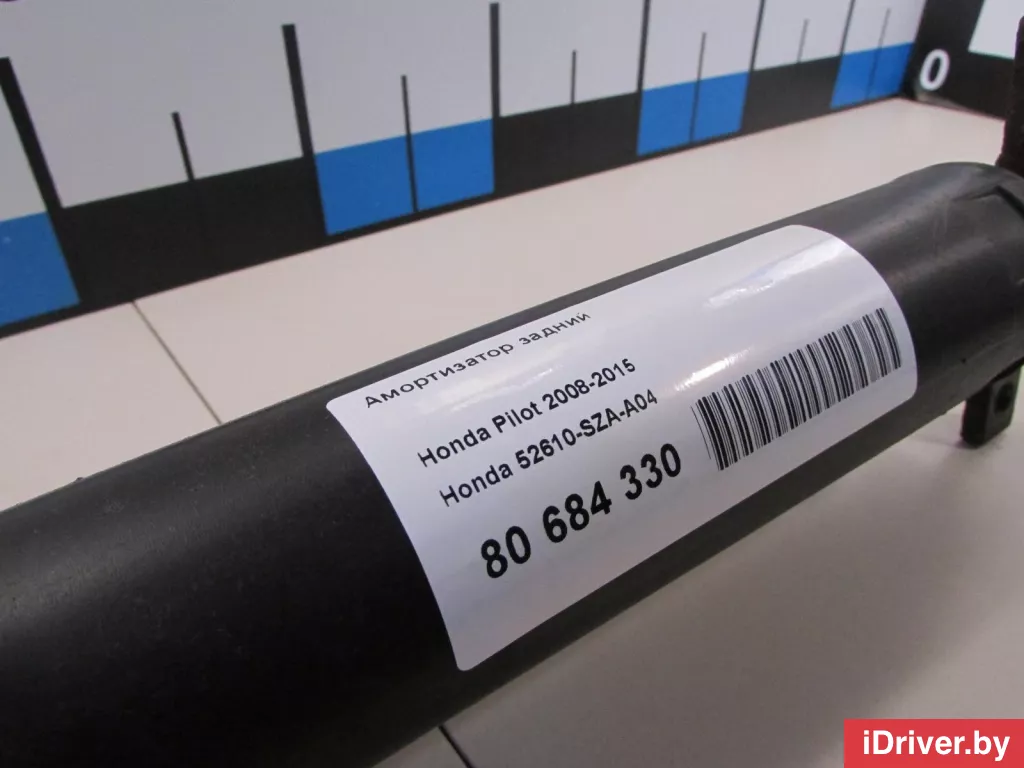 0
Амортизатор задний
Honda Pilot 2008-2015
Honda 52610-SZA-A04
80 684 330
iDriver.by